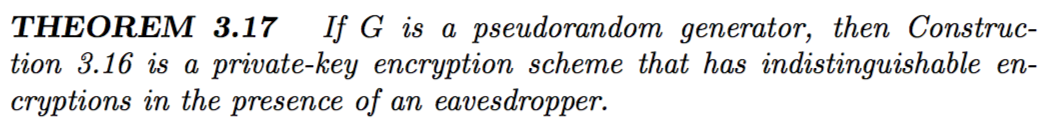 THEOREM 3.17 If G is a pseudorandom generator, then Construc-
tion 3.16 is a private-key encryption scheme that has indistinguishable en-
cryptions in the presence of an eavesdropper.